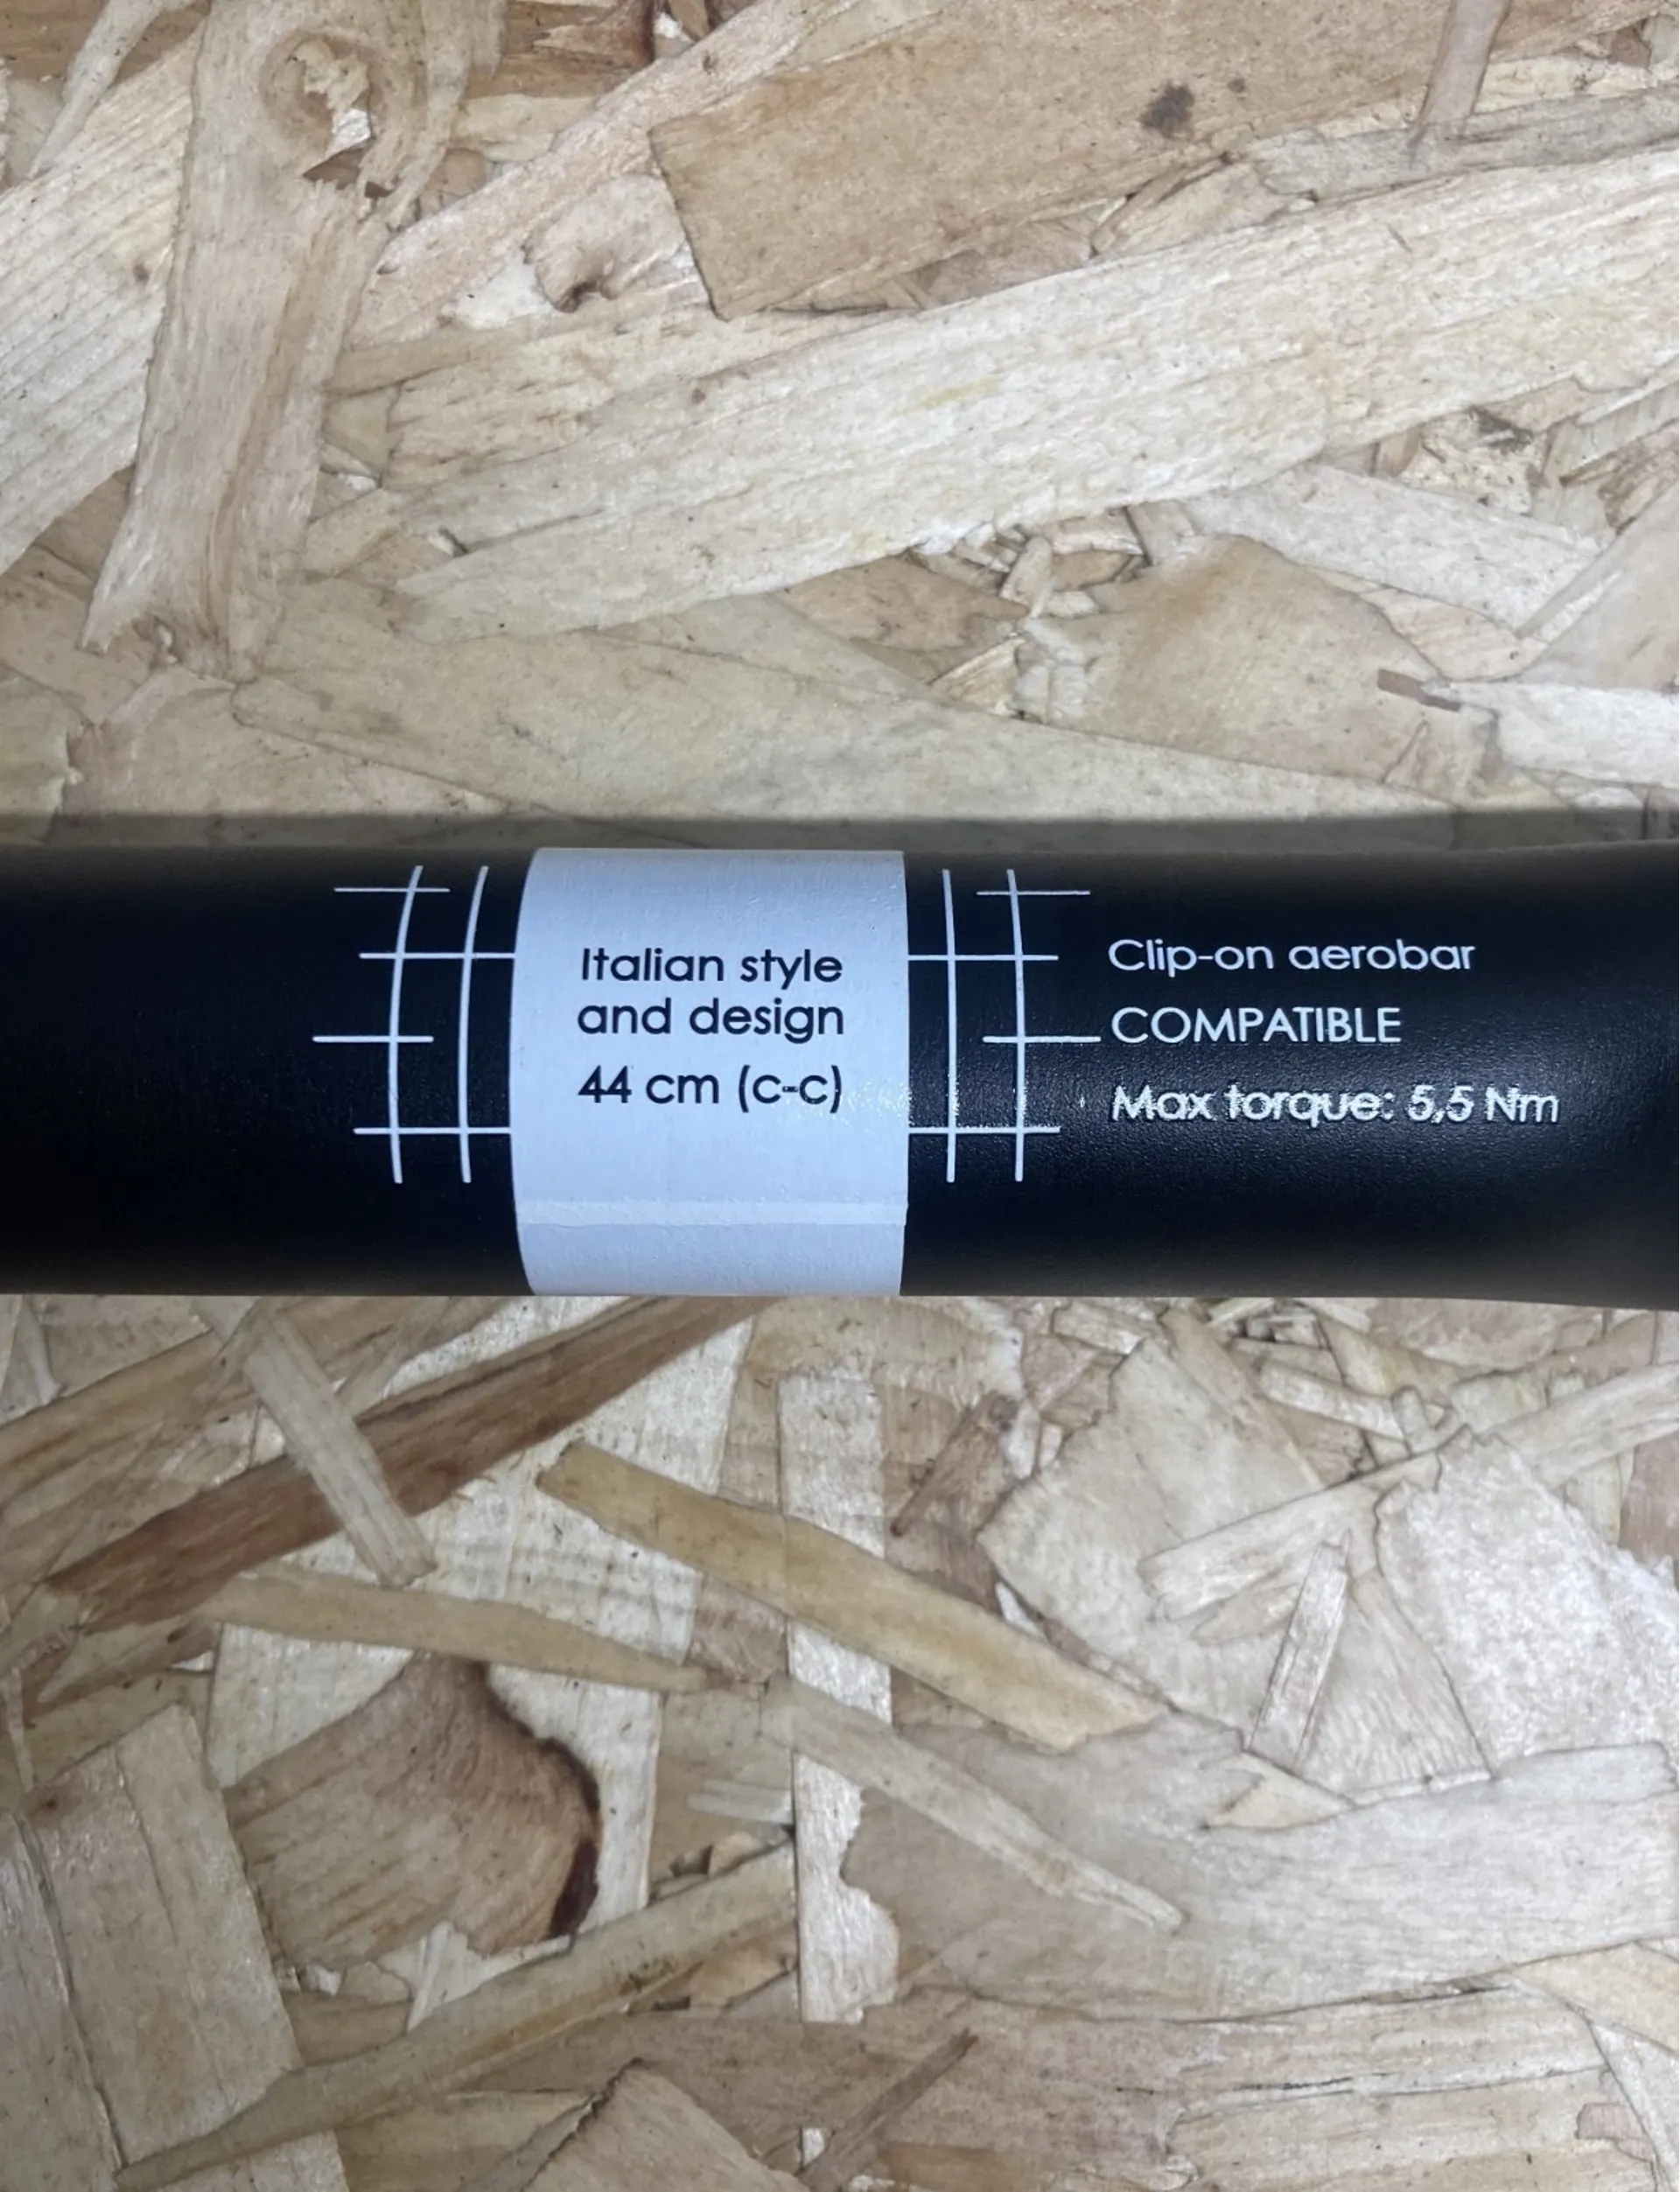 Italian style
and design
44 cm (c-c)
Clip-on aerobar
COMPATIBLE
Max torque: 5,5 Nm